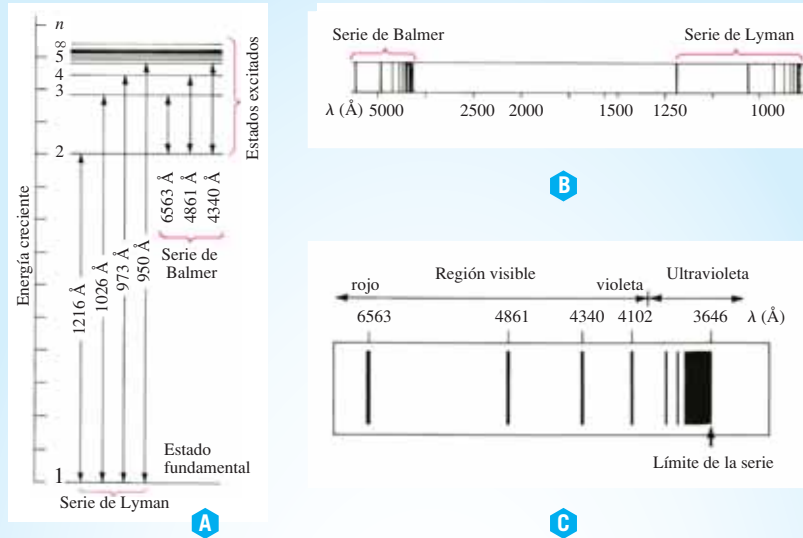 n
∞
5
4
3
2
1
Energía creciente
Estados excitados
1216 Å
1026 Å
973 Å
950 Å
6563 Å
4861 Å
4340 Å
Serie de
Balmer
Estado
fundamental
Serie de Lyman
A
Serie de Balmer
Serie de Lyman
λ (Å) 5000 2500 2000 1500 1250 1000
B
Región visible
Ultravioleta
rojo
violeta
6563 4861 4340 4102 3646 λ (Å)
Límite de la serie
C